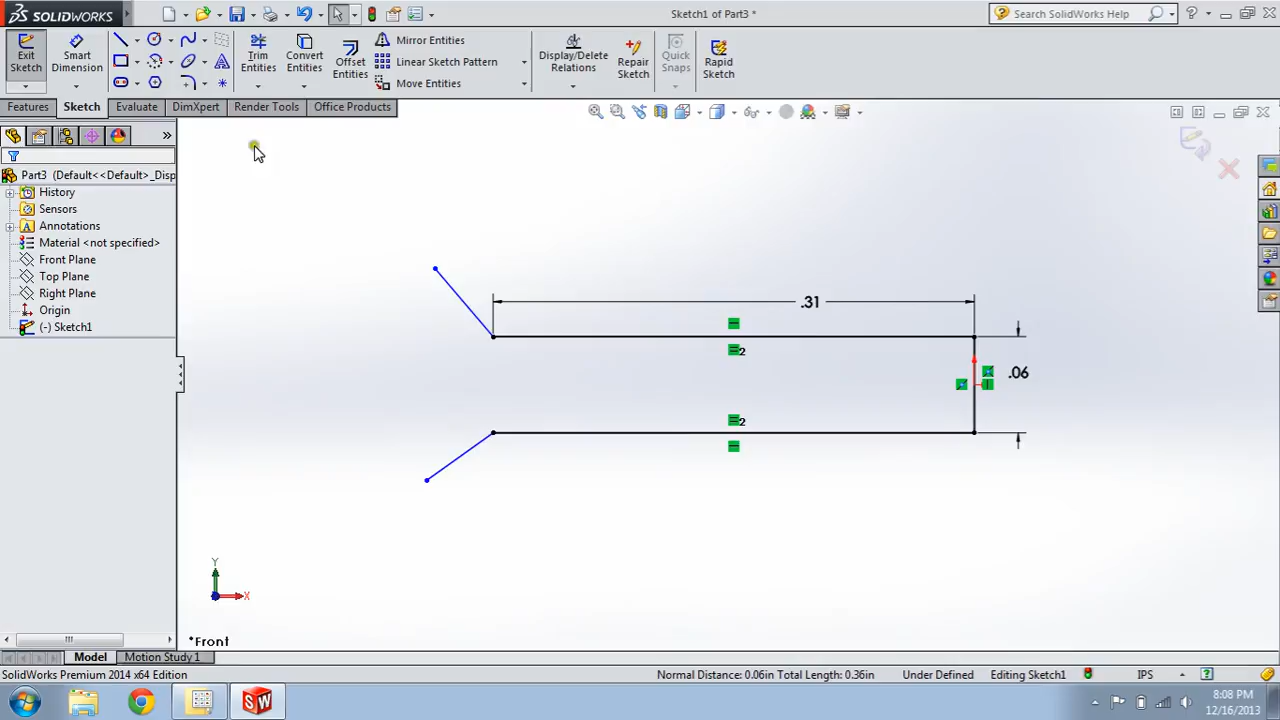 SOLIDWORKS
Sketch1 of Part3 *
Search SolidWorks Help
Exit Sketch
Smart Dimension
Trim Entities
Convert Entities
Offset Entities
Mirror Entities
Linear Sketch Pattern
Move Entities
Display/Delete Relations
Repair Sketch
Quick Snaps
Rapid Sketch
Features
Sketch
Evaluate
DimXpert
Render Tools
Office Products
Part3 (Default<<Default>_Disp
History
Sensors
Annotations
Material <not specified>
Front Plane
Top Plane
Right Plane
Origin
(-) Sketch1
.31
2
.06
2
Y
X
*Front
Model
Motion Study 1
SolidWorks Premium 2014 x64 Edition
Normal Distance: 0.06in Total Length: 0.36in
Under Defined
Editing Sketch1
IPS
8:08 PM
12/16/2013